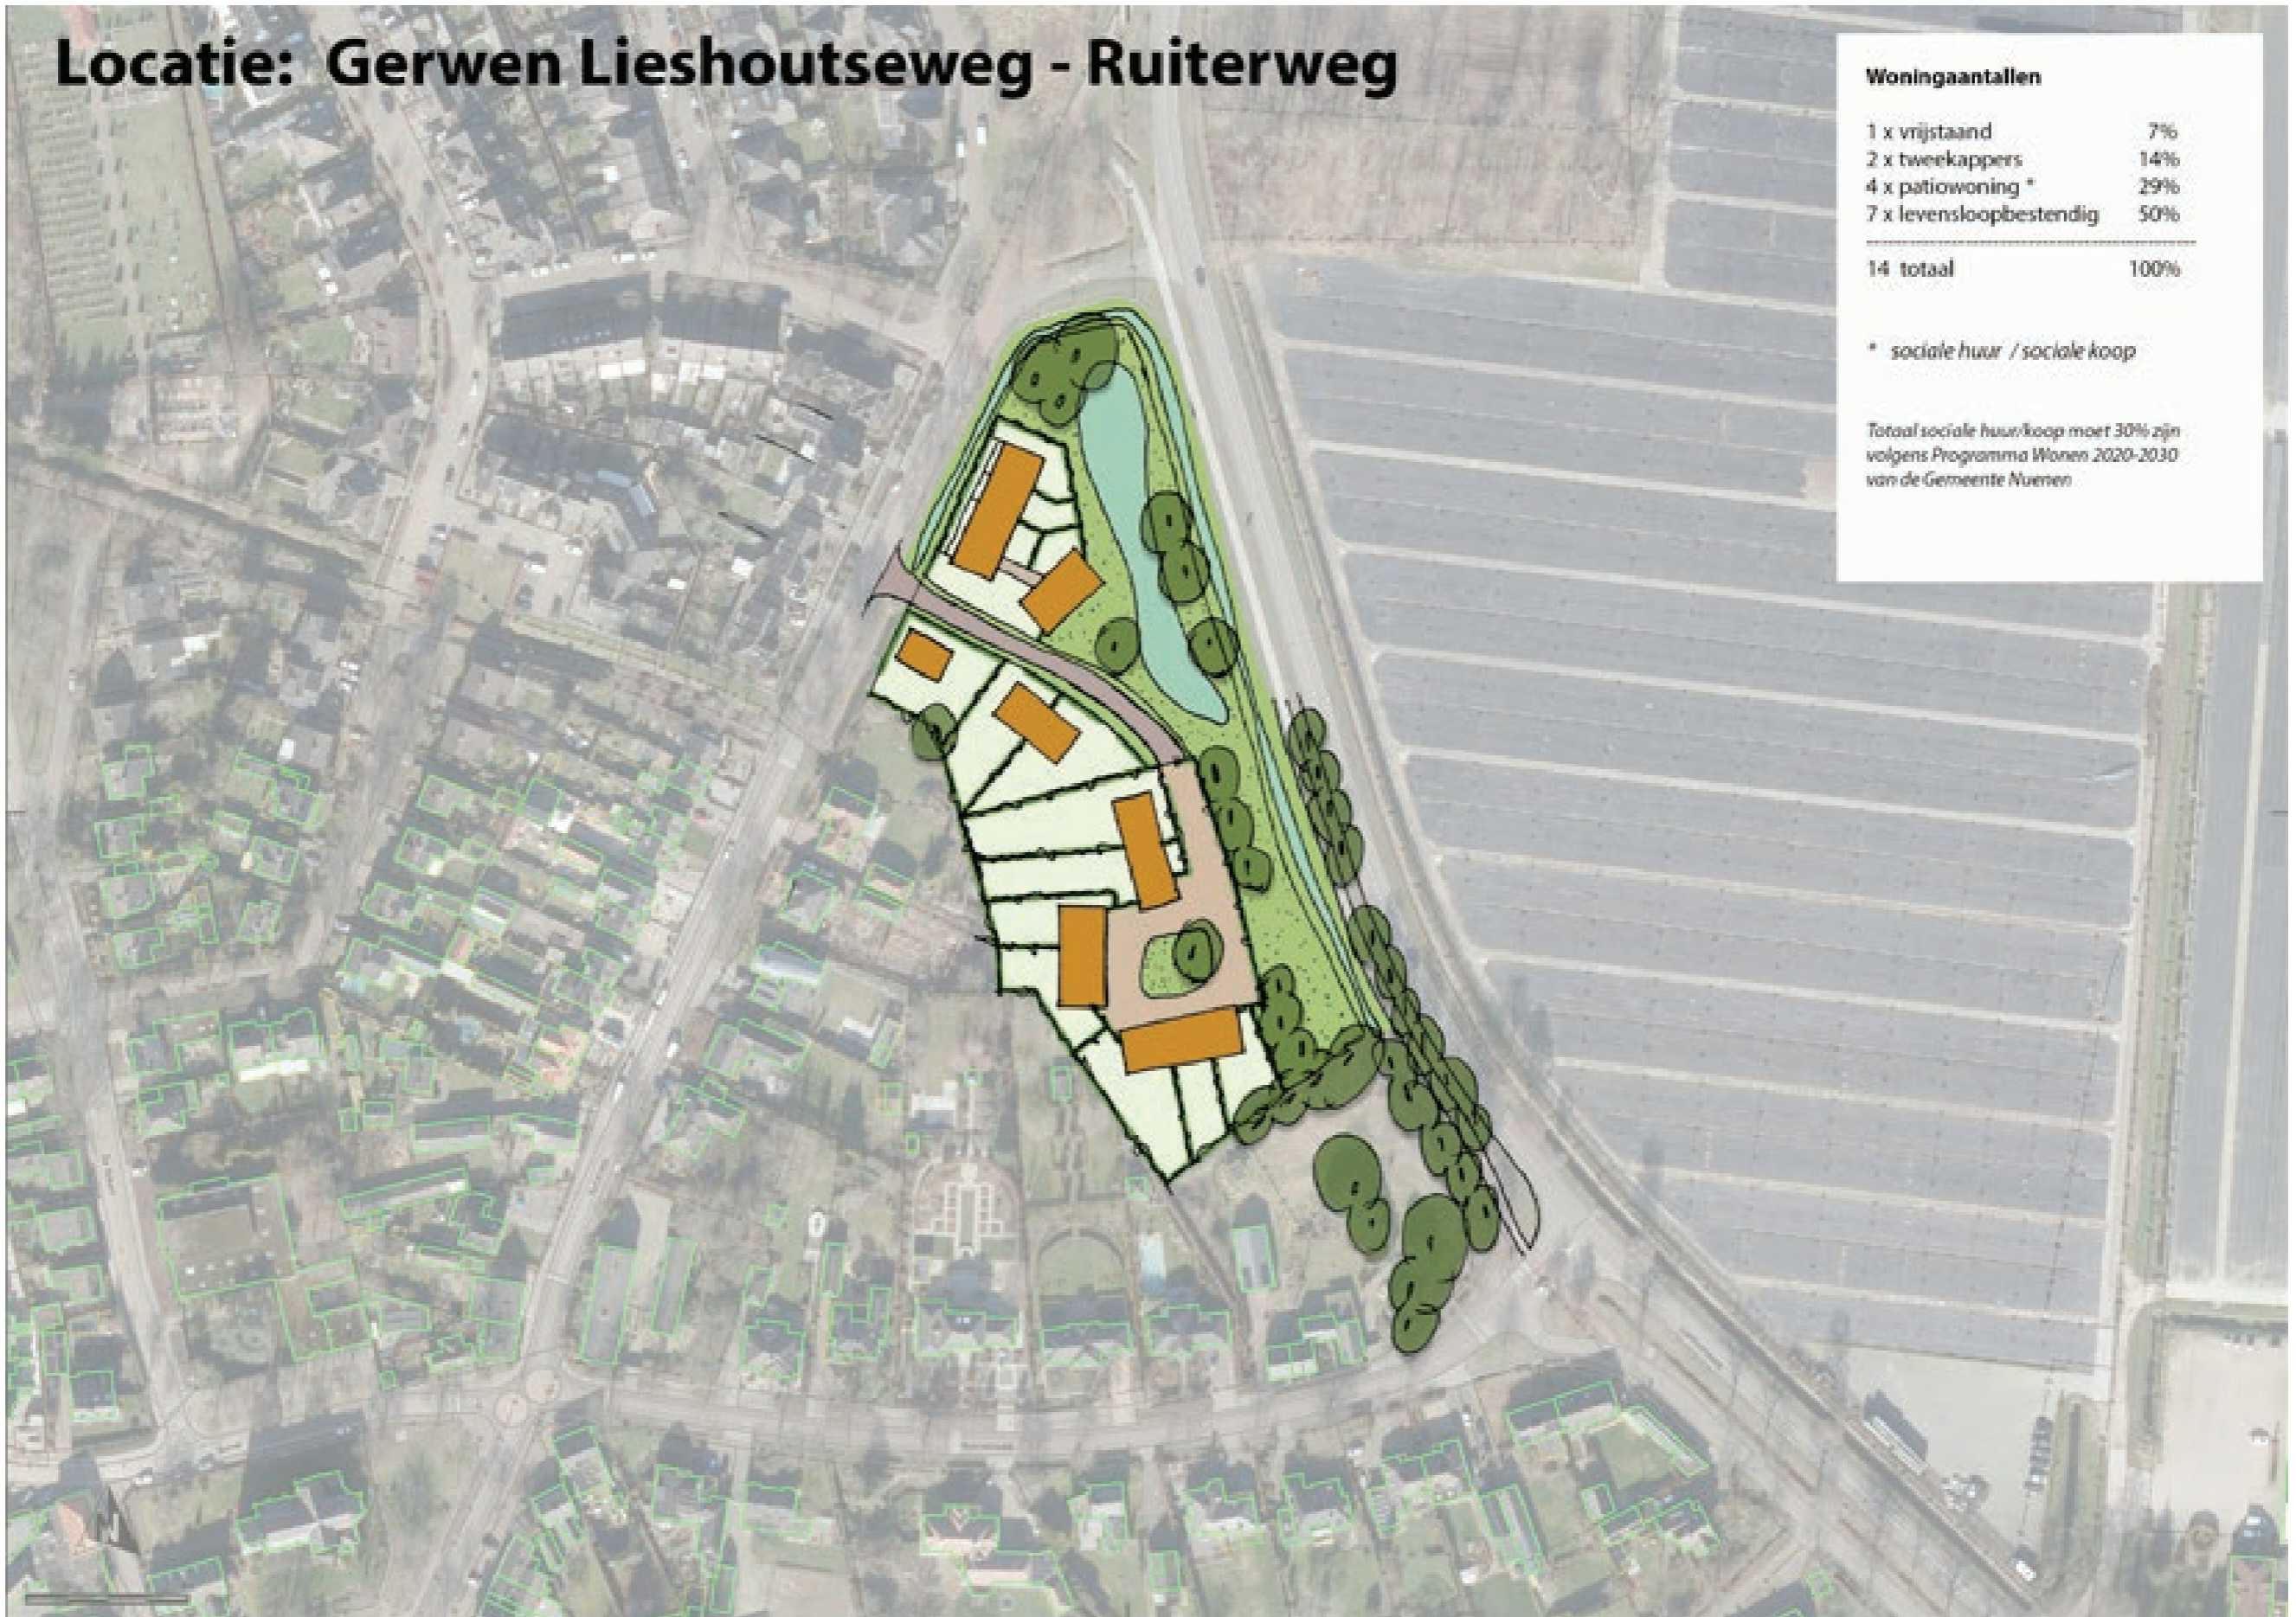 Locatie: Gerwen Lieshoutseweg - Ruiterweg
Woningaantallen
1 x vrijstaand 7%
2 x tweekappers 14%
4 x patiowoning * 29%
7 x levensloopbestendig 50%
14 totaal 100%
* sociale huur / sociale koop
Totaal sociale huur/koop moet 30% zijn
volgens Programma Wonen 2020-2030
van de Gemeente Nuenen
N